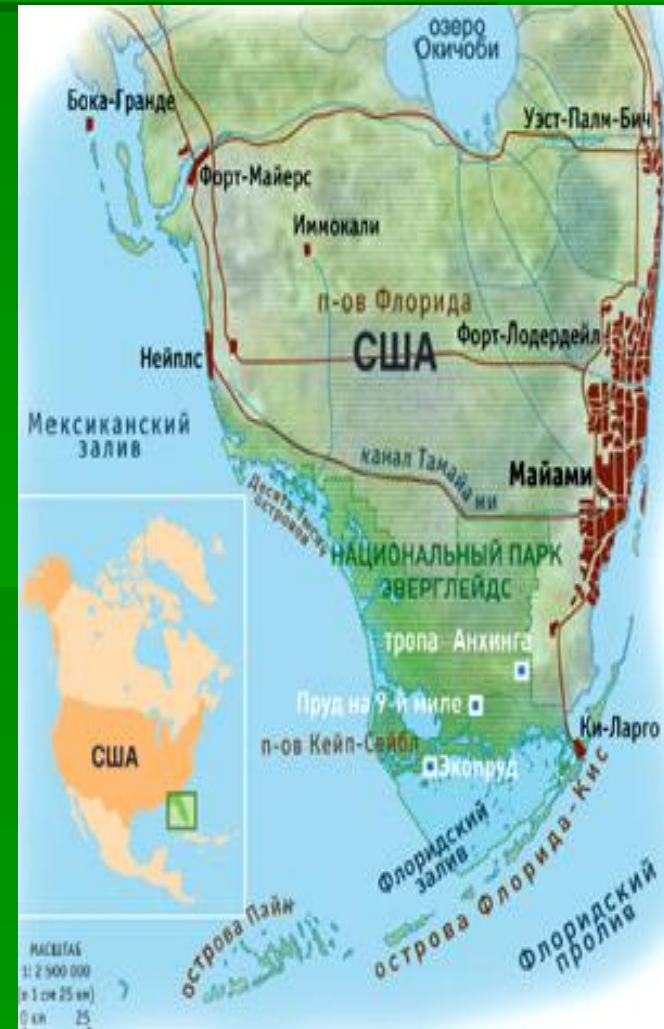 озеро
Окичоби
Бока-Гранде
Уэст-Палм-Бич
Форт-Майерс
Иммокали
п-ов Флорида
США
Форт-Лодердейл
Нейплс
Мексиканский
залив
канал Тамайами
Майами
Десять Тысяч
островов
НАЦИОНАЛЬНЫЙ ПАРК
ЭВЕРГЛЕЙДС
тропа Анхинга
Пруд на 9-й миле
Ки-Ларго
п-ов Кейп-Сейбл
Экопруд
США
Флоридский
залив
острова Флорида-Кис
Флоридский
пролив
острова Пайн
МАСШТАБ
1: 2 500 000
(в 1 см 25 км)
0 км 25